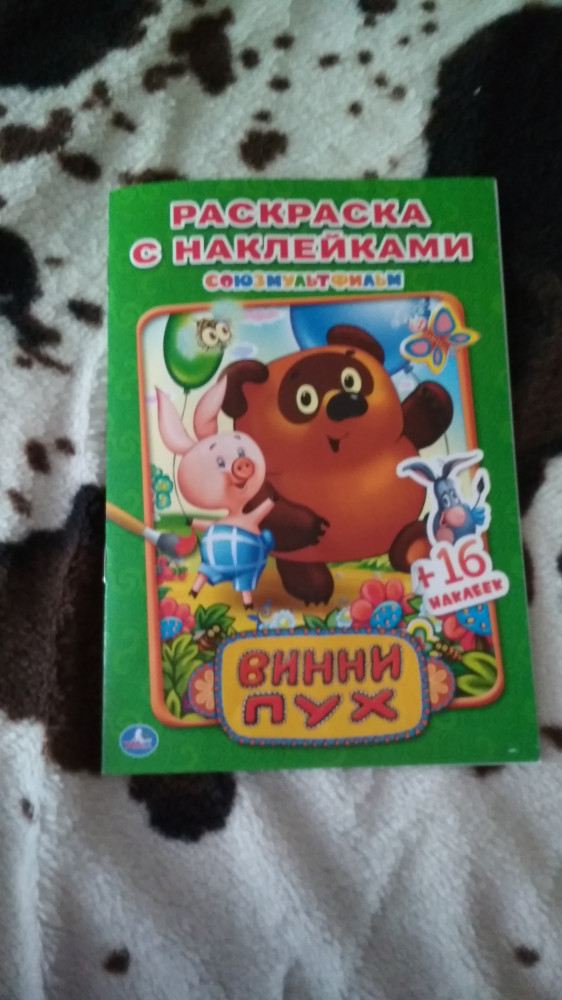 РАСКРАСКА
С НАКЛЕЙКАМИ
СОЮЗМУЛЬТФИЛЬМ
+16
НАКЛЕЕК
ВИННИ
ПУХ